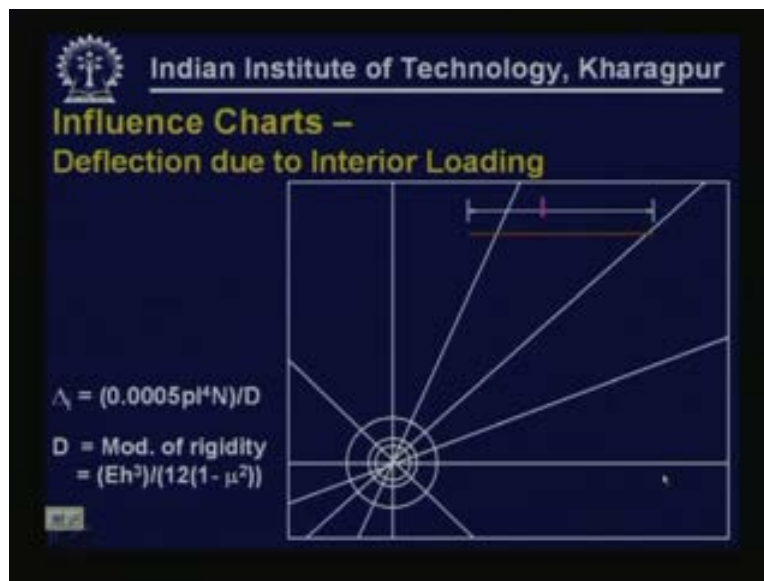 Indian Institute of Technology, Kharagpur
Influence Charts –
Deflection due to Interior Loading
l
Δᵢ = (0.0005pl⁴N)/D
D = Mod. of rigidity
= (Eh³)/(12(1- μ²))